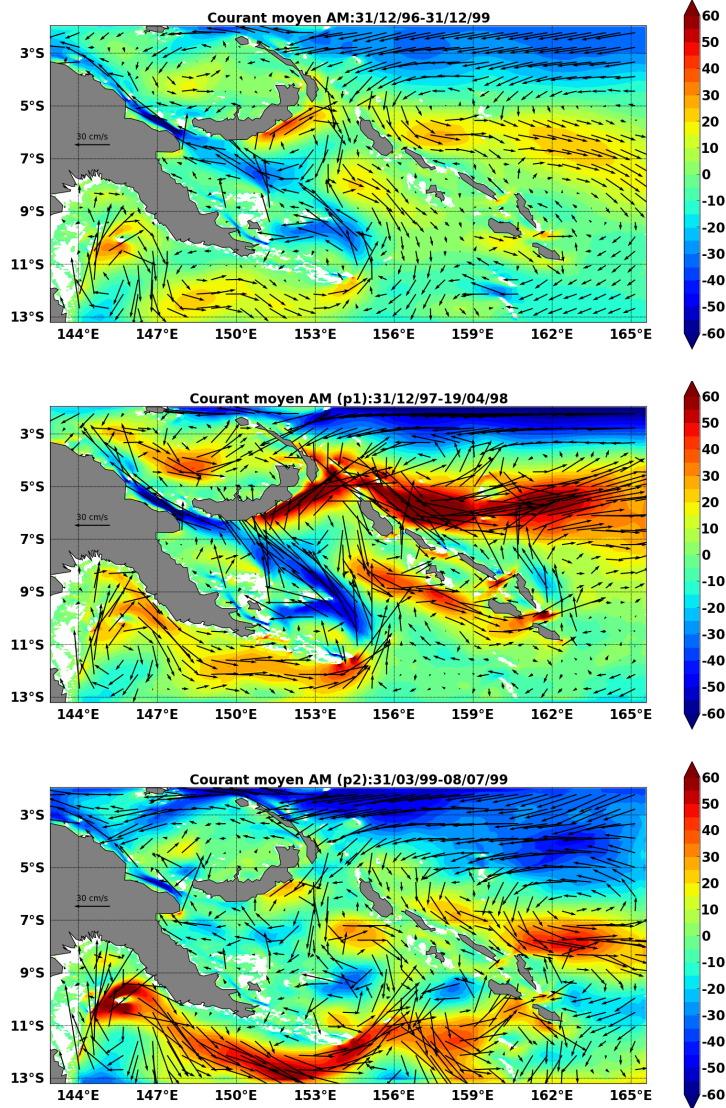 Courant moyen AM:31/12/96-31/12/99
3°S
5°S
7°S
9°S
11°S
13°S
30 cm/s
144°E 147°E 150°E 153°E 156°E 159°E 162°E 165°E
60
50
40
30
20
10
0
-10
-20
-30
-40
-50
-60
Courant moyen AM (p1):31/12/97-19/04/98
3°S
5°S
7°S
9°S
11°S
13°S
30 cm/s
144°E 147°E 150°E 153°E 156°E 159°E 162°E 165°E
60
50
40
30
20
10
0
-10
-20
-30
-40
-50
-60
Courant moyen AM (p2):31/03/99-08/07/99
3°S
5°S
7°S
9°S
11°S
13°S
30 cm/s
144°E 147°E 150°E 153°E 156°E 159°E 162°E 165°E
60
50
40
30
20
10
0
-10
-20
-30
-40
-50
-60